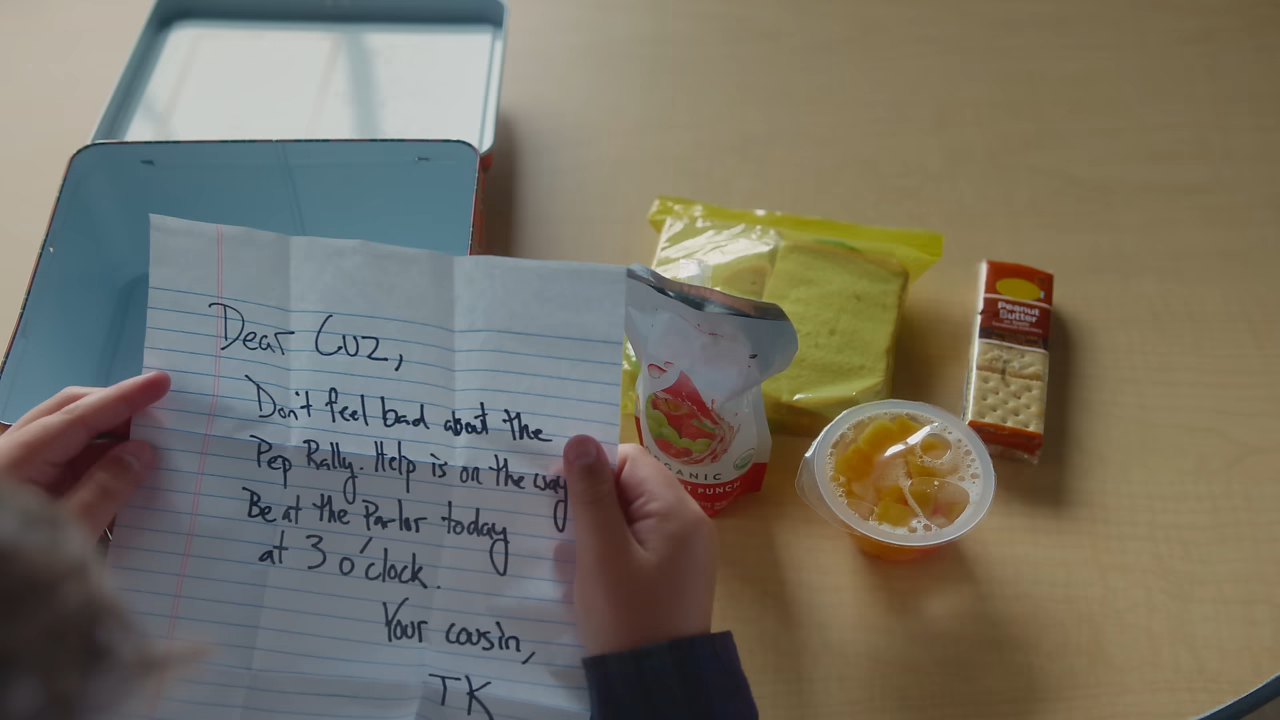 Dear Cuz,
Don't feel bad about the
Pep Rally. Help is on the way
Be at the Parlor today
at 3 o'clock.
Your cousin,
TK
Peanut
Butter
GANIC
T PUNCH